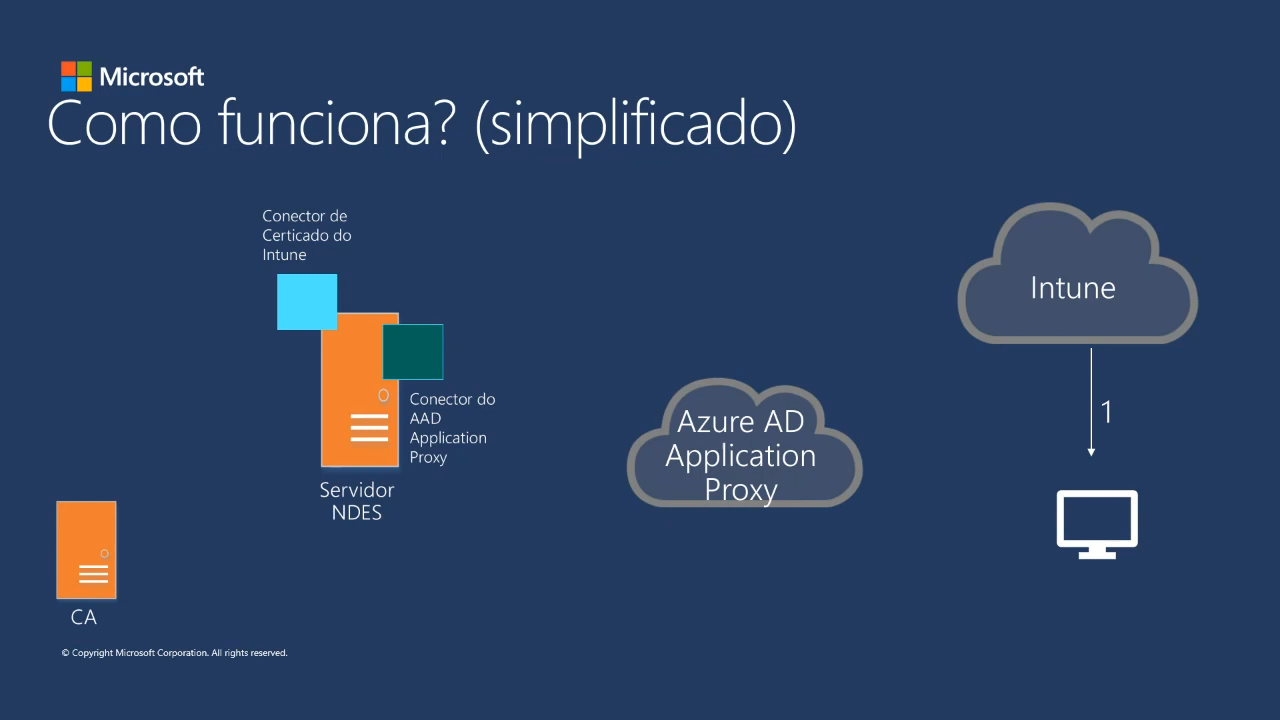 Microsoft
Como funciona? (simplificado)
Conector de
Certicado do
Intune
Intune
Conector do
AAD
Application
Proxy
Azure AD
Application
Proxy
1
Servidor
NDES
CA
© Copyright Microsoft Corporation. All rights reserved.